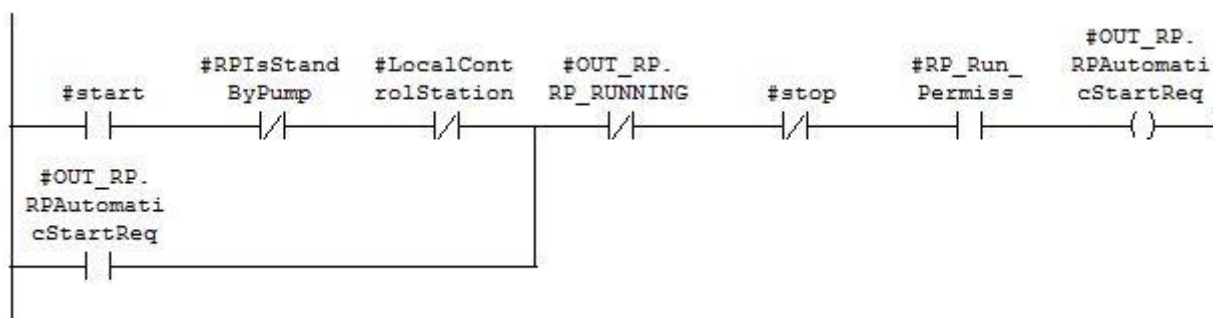 #OUT_RP.
#RPIsStand #LocalCont #OUT_RP. #RP_Run_ RPAutomati
#start ByPump rolStation RP_RUNNING #stop Permiss cStartReq
#OUT_RP.
RPAutomati
cStartReq